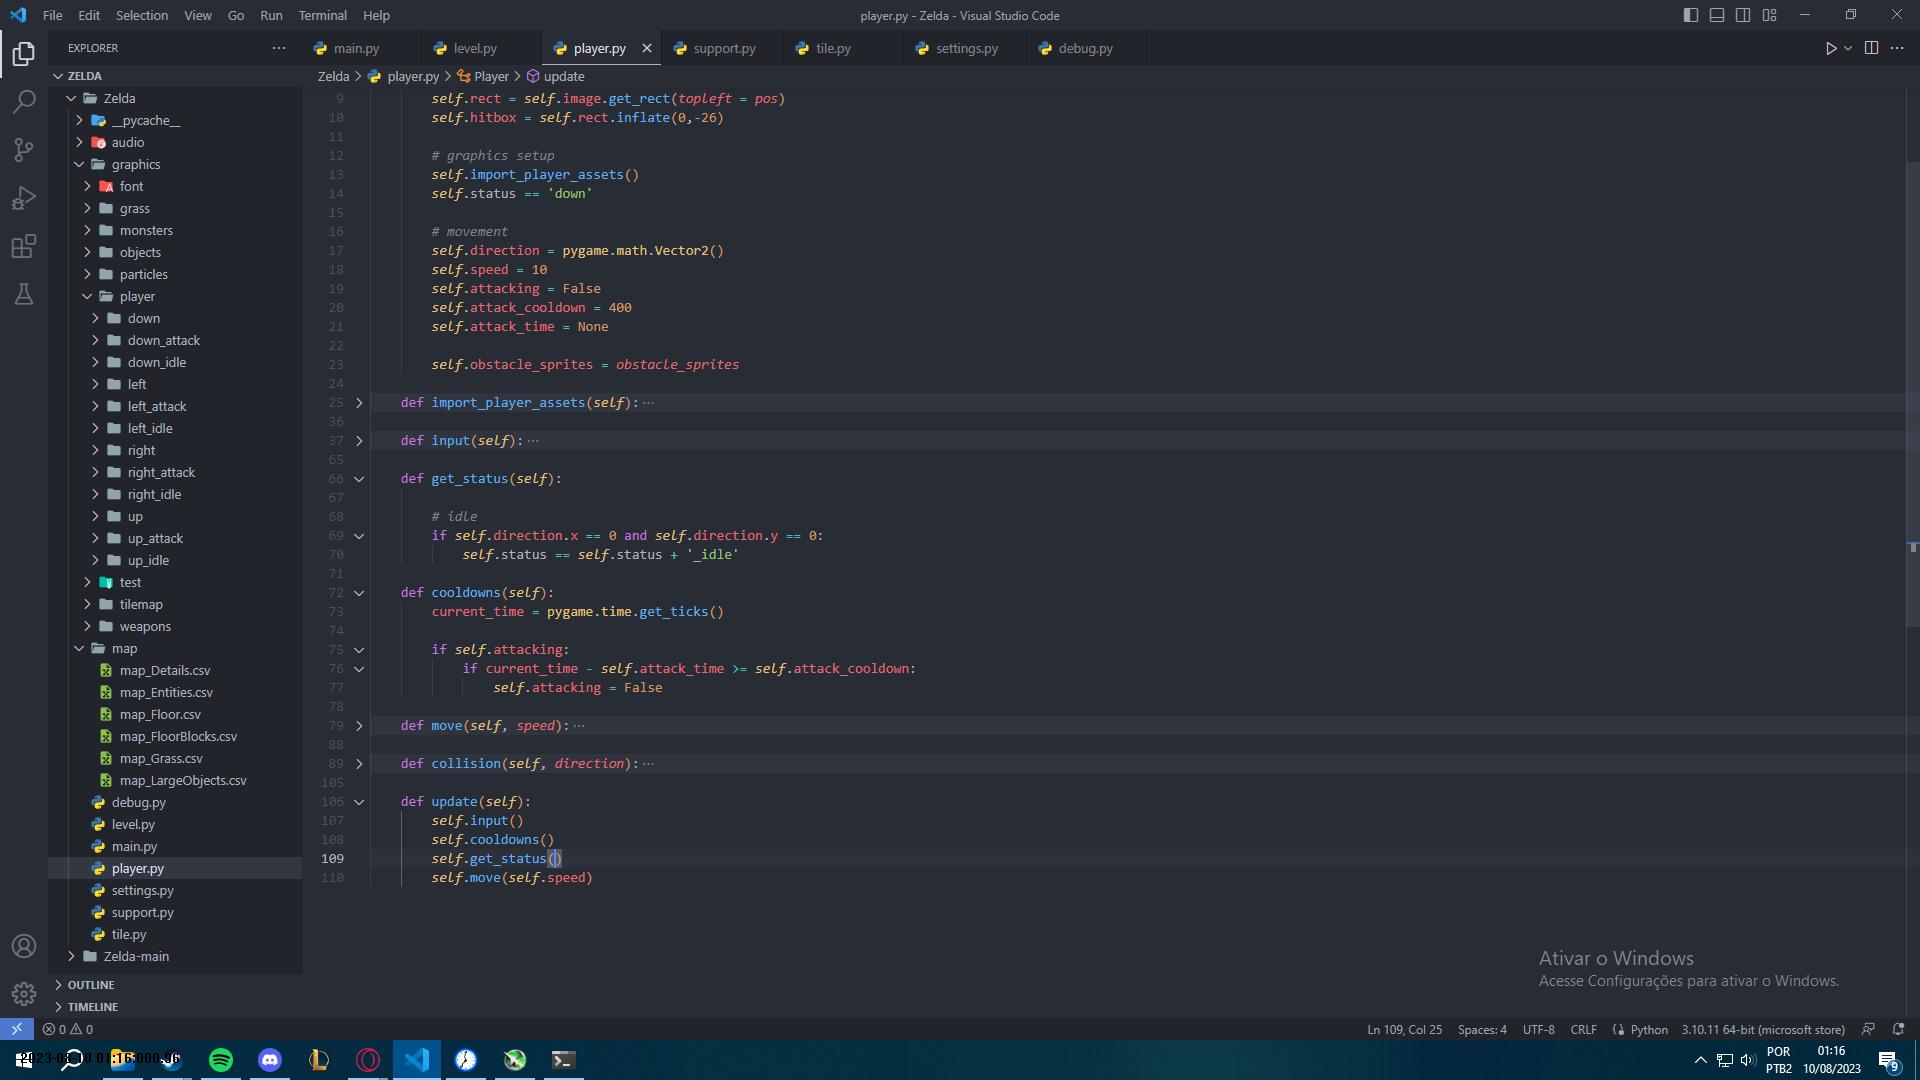 File Edit Selection View Go Run Terminal Help
player.py - Zelda - Visual Studio Code
EXPLORER
main.py level.py player.py support.py tile.py settings.py debug.py
ZELDA
Zelda > player.py > Player > update
Zelda
__pycache__
audio
graphics
font
grass
monsters
objects
particles
player
down
down_attack
down_idle
left
left_attack
left_idle
right
right_attack
right_idle
up
up_attack
up_idle
test
tilemap
weapons
map
map_Details.csv
map_Entities.csv
map_Floor.csv
map_FloorBlocks.csv
map_Grass.csv
map_LargeObjects.csv
debug.py
level.py
main.py
player.py
settings.py
support.py
tile.py
Zelda-main
OUTLINE
TIMELINE
9 self.rect = self.image.get_rect(topleft = pos)
10 self.hitbox = self.rect.inflate(0,-26)
11
12 # graphics setup
13 self.import_player_assets()
14 self.status == 'down'
15
16 # movement
17 self.direction = pygame.math.Vector2()
18 self.speed = 10
19 self.attacking = False
20 self.attack_cooldown = 400
21 self.attack_time = None
22
23 self.obstacle_sprites = obstacle_sprites
24
25 def import_player_assets(self): ···
36
37 def input(self): ···
65
66 def get_status(self):
67
68 # idle
69 if self.direction.x == 0 and self.direction.y == 0:
70 self.status == self.status + '_idle'
71
72 def cooldowns(self):
73 current_time = pygame.time.get_ticks()
74
75 if self.attacking:
76 if current_time - self.attack_time >= self.attack_cooldown:
77 self.attacking = False
78
79 def move(self, speed): ···
88
89 def collision(self, direction): ···
105
106 def update(self):
107 self.input()
108 self.cooldowns()
109 self.get_status()
110 self.move(self.speed)
Ativar o Windows
Acesse Configurações para ativar o Windows.
0 0
Ln 109, Col 25 Spaces: 4 UTF-8 CRLF Python 3.10.11 64-bit (microsoft store)
2023-08-10 01:16:00
POR
PTB2
01:16
10/08/2023
9